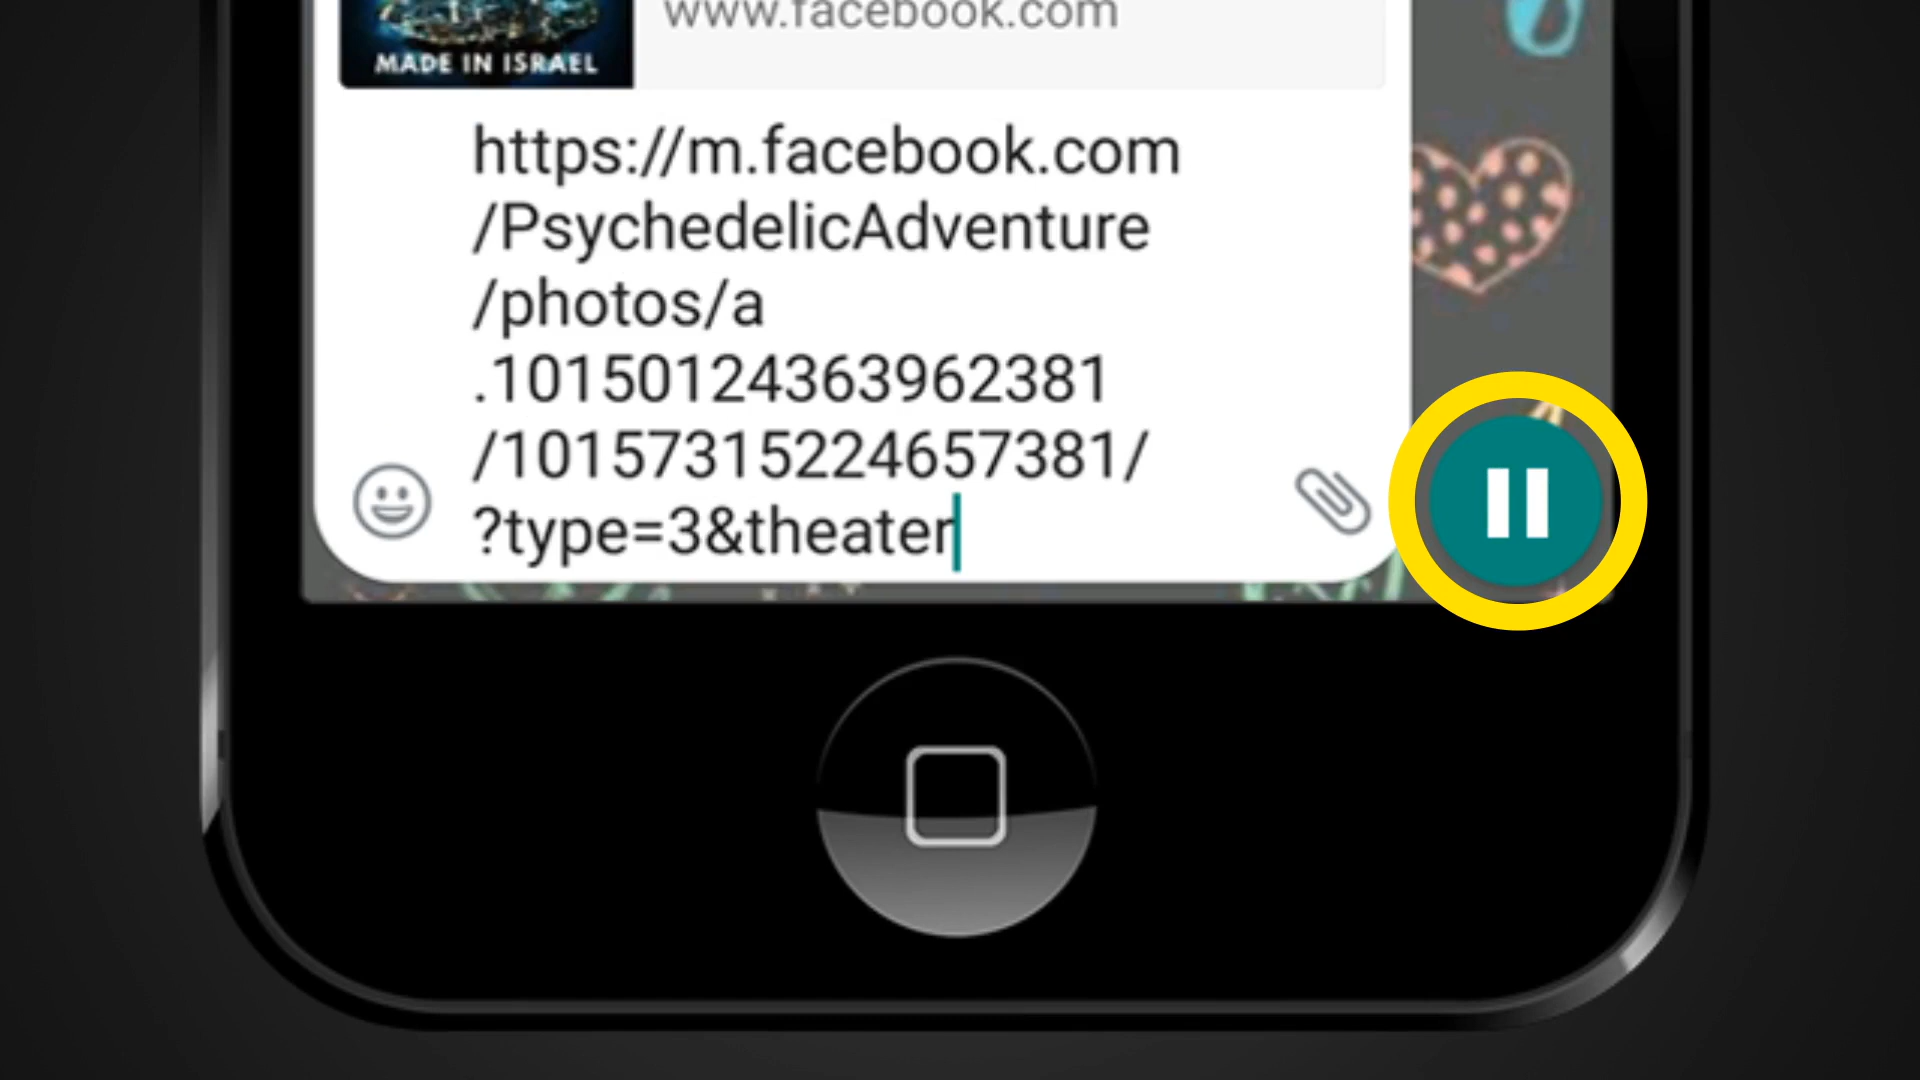 www.facebook.com
MADE IN ISRAEL
https://m.facebook.com
/PsychedelicAdventure
/photos/a
.10150124363962381
/10157315224657381/
?type=3&theater